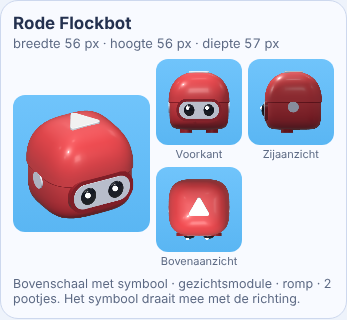 Rode Flockbot
breedte 56 px · hoogte 56 px · diepte 57 px
Voorkant
Zijaanzicht
Bovenaanzicht
Bovenschaal met symbool · gezichtsmodule · romp · 2
pootjes. Het symbool draait mee met de richting.